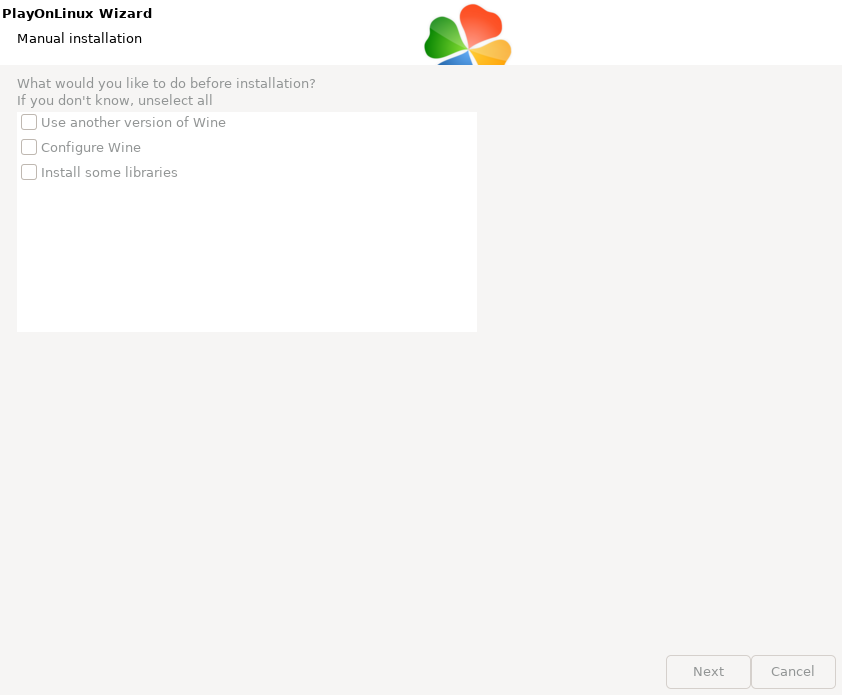 PlayOnLinux Wizard
Manual installation
What would you like to do before installation?
If you don't know, unselect all
Use another version of Wine
Configure Wine
Install some libraries
Next
Cancel